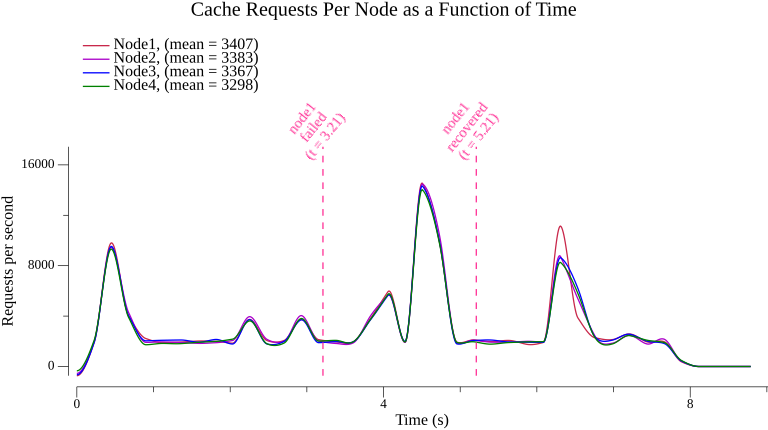 Cache Requests Per Node as a Function of Time
Node1, (mean = 3407)
Node2, (mean = 3383)
Node3, (mean = 3367)
Node4, (mean = 3298)
node1
failed
(t = 3.21)
node1
recovered
(t = 5.21)
16000
8000
0
Requests per second
0
4
8
Time (s)